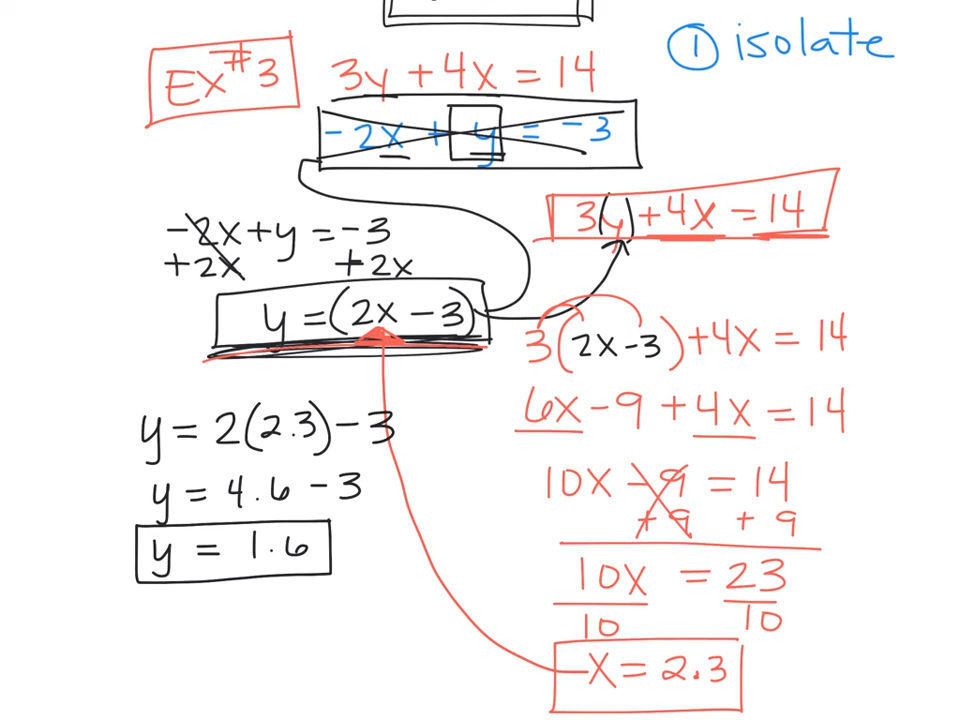 ① isolate
EX #3
3y + 4x = 14
-2x + y = -3
3(y) + 4x = 14
-2x + y = -3
+2x +2x
y = (2x - 3)
3(2x - 3) + 4x = 14
6x - 9 + 4x = 14
10x - 9 = 14
+ 9 + 9
10x = 23
10 10
x = 2.3
y = 2(2.3) - 3
y = 4.6 - 3
y = 1.6